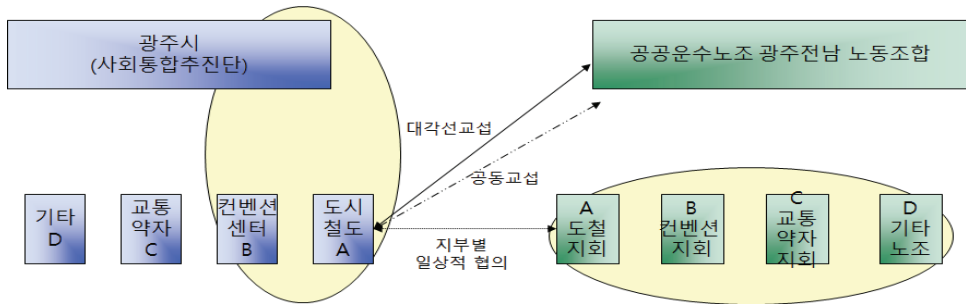 광주시
(사회통합추진단)
공공운수노조 광주전남 노동조합
대각선교섭
공동교섭
기타
D
교통
약자
C
컨벤션
센터
B
도시
철도
A
지부별
일상적 협의
A
도철
지회
B
컨벤션
지회
C
교통
약자
지회
D
기타
노조